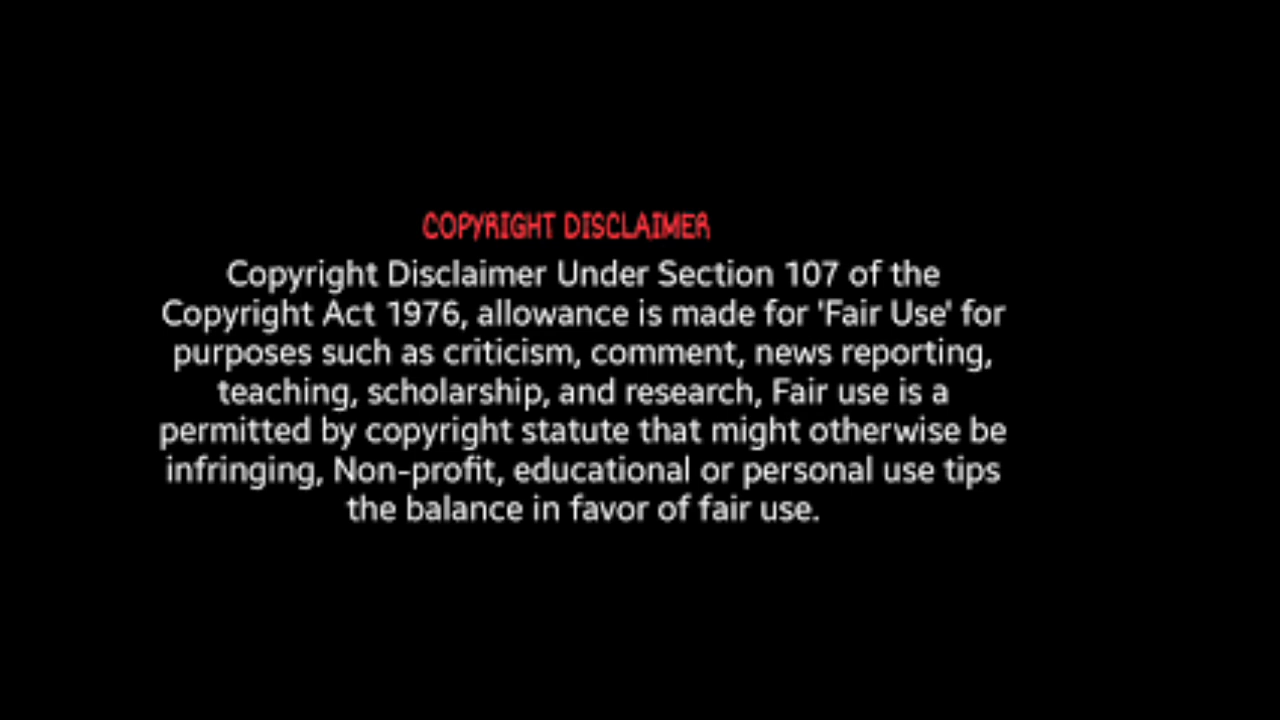 COPYRIGHT DISCLAIMER
Copyright Disclaimer Under Section 107 of the
Copyright Act 1976, allowance is made for 'Fair Use' for
purposes such as criticism, comment, news reporting,
teaching, scholarship, and research, Fair use is a
permitted by copyright statute that might otherwise be
infringing, Non-profit, educational or personal use tips
the balance in favor of fair use.